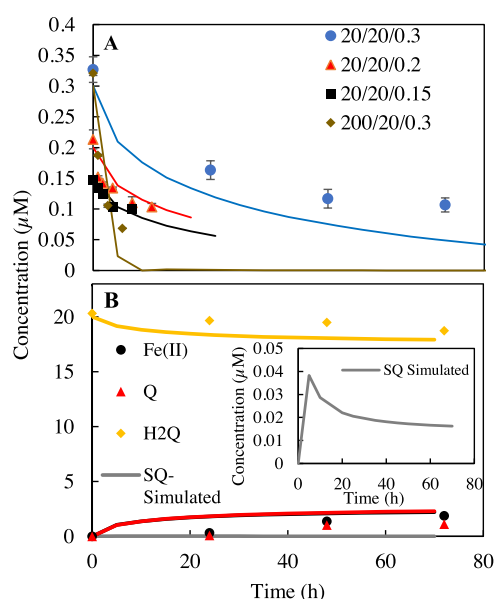 A
20/20/0.3
20/20/0.2
20/20/0.15
200/20/0.3
0.4
0.35
0.3
0.25
0.2
0.15
0.1
0.05
0
Concentration (µM)
B
Fe(II)
Q
H2Q
SQ-
Simulated
20
15
10
5
0
0 20 40 60 80
Time (h)
SQ Simulated
0.05
0.04
0.03
0.02
0.01
0
Concentration (µM)
0 20 40 60 80
Time (h)